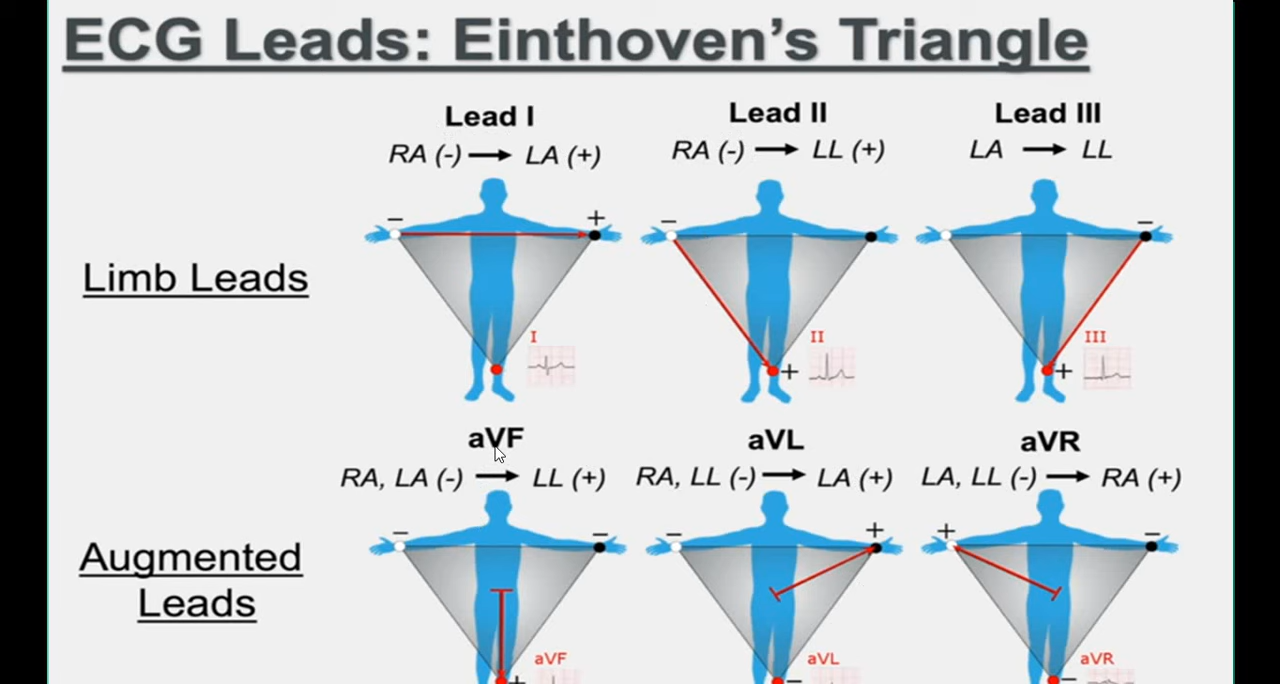 ECG Leads: Einthoven's Triangle
Lead I
Lead II
Lead III
RA (-) → LA (+)
RA (-) → LL (+)
LA → LL
− +
−
−
Limb Leads
I
II
III
+
+
aVF
aVL
aVR
RA, LA (-) → LL (+)
RA, LL (-) → LA (+)
LA, LL (-) → RA (+)
− −
− +
+ −
Augmented
Leads
aVF
aVL
aVR
+
−
−